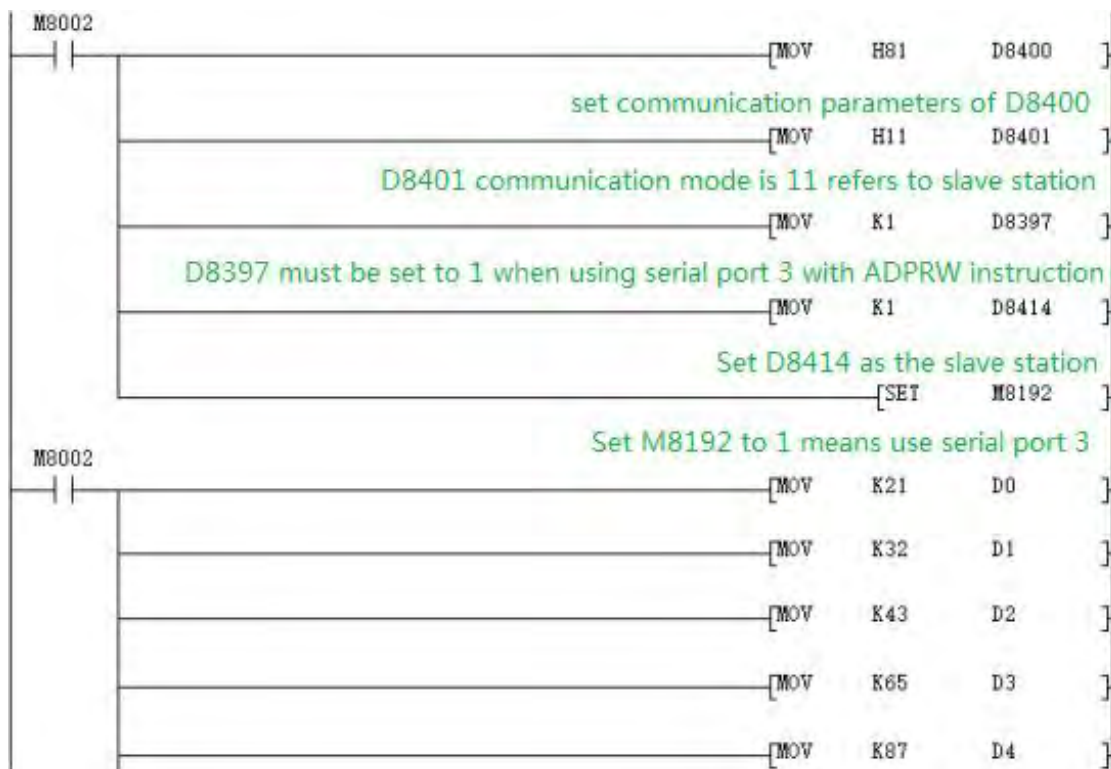 M8002
[MOV H81 D8400 ]
set communication parameters of D8400
[MOV H11 D8401 ]
D8401 communication mode is 11 refers to slave station
[MOV K1 D8397 ]
D8397 must be set to 1 when using serial port 3 with ADPRW instruction
[MOV K1 D8414 ]
Set D8414 as the slave station
[SET M8192 ]
Set M8192 to 1 means use serial port 3
M8002
[MOV K21 D0 ]
[MOV K32 D1 ]
[MOV K43 D2 ]
[MOV K65 D3 ]
[MOV K87 D4 ]